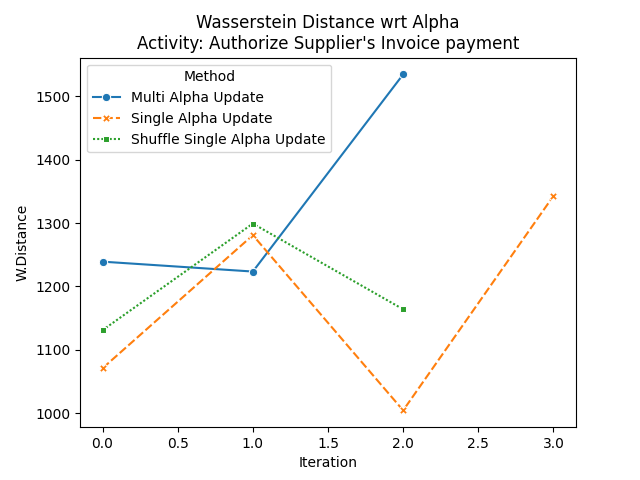 Wasserstein Distance wrt Alpha
Activity: Authorize Supplier's Invoice payment
Method
Multi Alpha Update
Single Alpha Update
Shuffle Single Alpha Update
W.Distance
1500
1400
1300
1200
1100
1000
0.0 0.5 1.0 1.5 2.0 2.5 3.0
Iteration